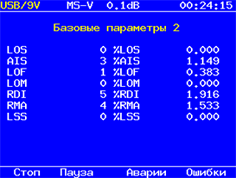 USB/9V MS-V 0.1dB 00:24:15
Базовые параметры 2
LOS 0 %LOS 0.000
AIS 3 %AIS 1.149
LOF 1 %LOF 0.383
LOM 0 %LOM 0.000
RDI 5 %RDI 1.916
RMA 4 %RMA 1.533
LSS 0 %LSS 0.000
Стоп Пауза Аварии Ошибки